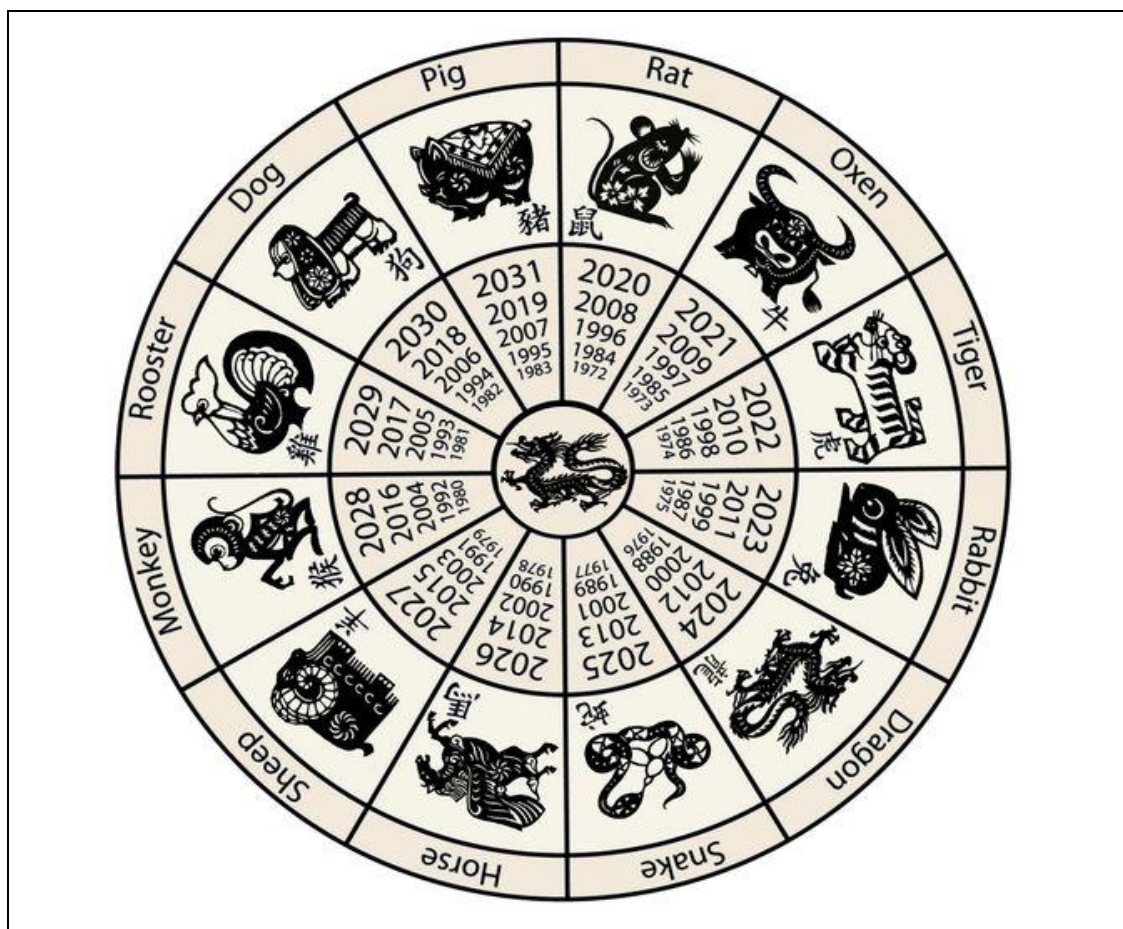 Rat
鼠
2020
2008
1996
1984
1972
Oxen
牛
2021
2009
1997
1985
1973
Tiger
虎
2022
2010
1998
1986
1974
Rabbit
兔
2023
2011
1999
1987
1975
Dragon
龍
2024
2012
2000
1988
1976
Snake
蛇
2025
2013
2001
1989
1977
Horse
馬
2026
2014
2002
1990
1978
Sheep
羊
2027
2015
2003
1991
1979
Monkey
猴
2028
2016
2004
1992
1980
Rooster
雞
2029
2017
2005
1993
1981
Dog
狗
2030
2018
2006
1994
1982
Pig
豬
2031
2019
2007
1995
1983